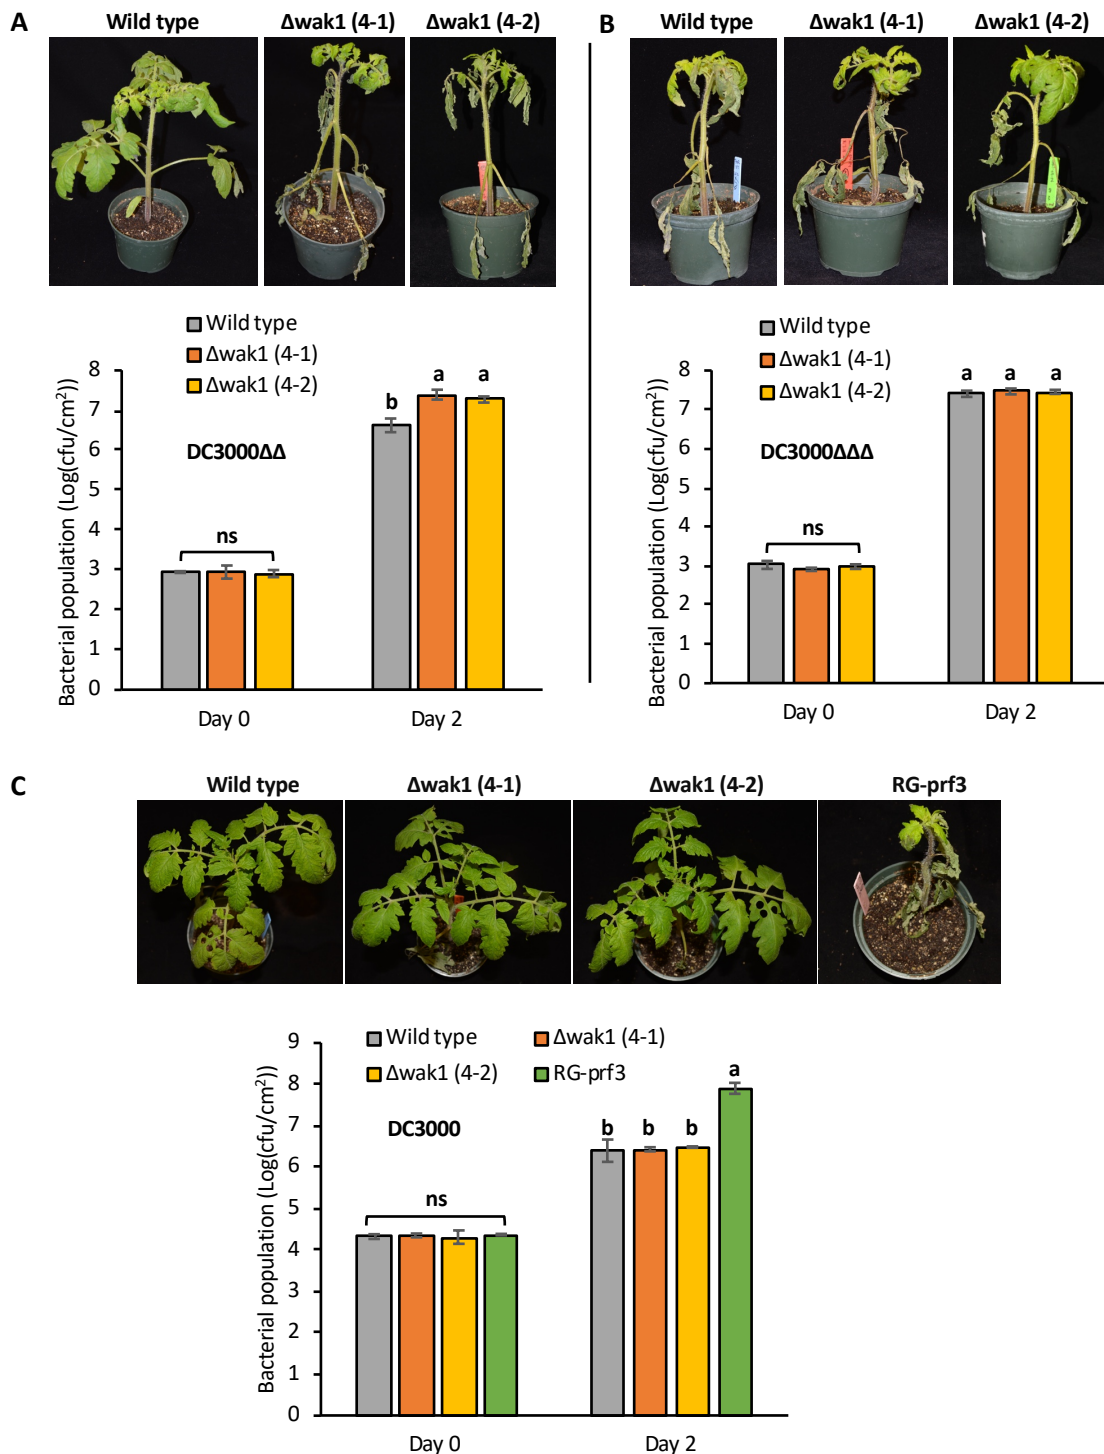 A
Wild type
Δwak1 (4-1)
Δwak1 (4-2)
Wild type
Δwak1 (4-1)
Δwak1 (4-2)
Bacterial population (Log(cfu/cm²))
8
7
6
5
4
3
2
1
0
DC3000ΔΔ
ns
b
a
a
Day 0
Day 2
B
Wild type
Δwak1 (4-1)
Δwak1 (4-2)
Wild type
Δwak1 (4-1)
Δwak1 (4-2)
Bacterial population (Log(cfu/cm²))
8
7
6
5
4
3
2
1
0
DC3000ΔΔΔ
ns
a
a
a
Day 0
Day 2
C
Wild type
Δwak1 (4-1)
Δwak1 (4-2)
RG-prf3
Wild type
Δwak1 (4-1)
Δwak1 (4-2)
RG-prf3
Bacterial population (Log(cfu/cm²))
9
8
7
6
5
4
3
2
1
0
DC3000
ns
b
b
b
a
Day 0
Day 2